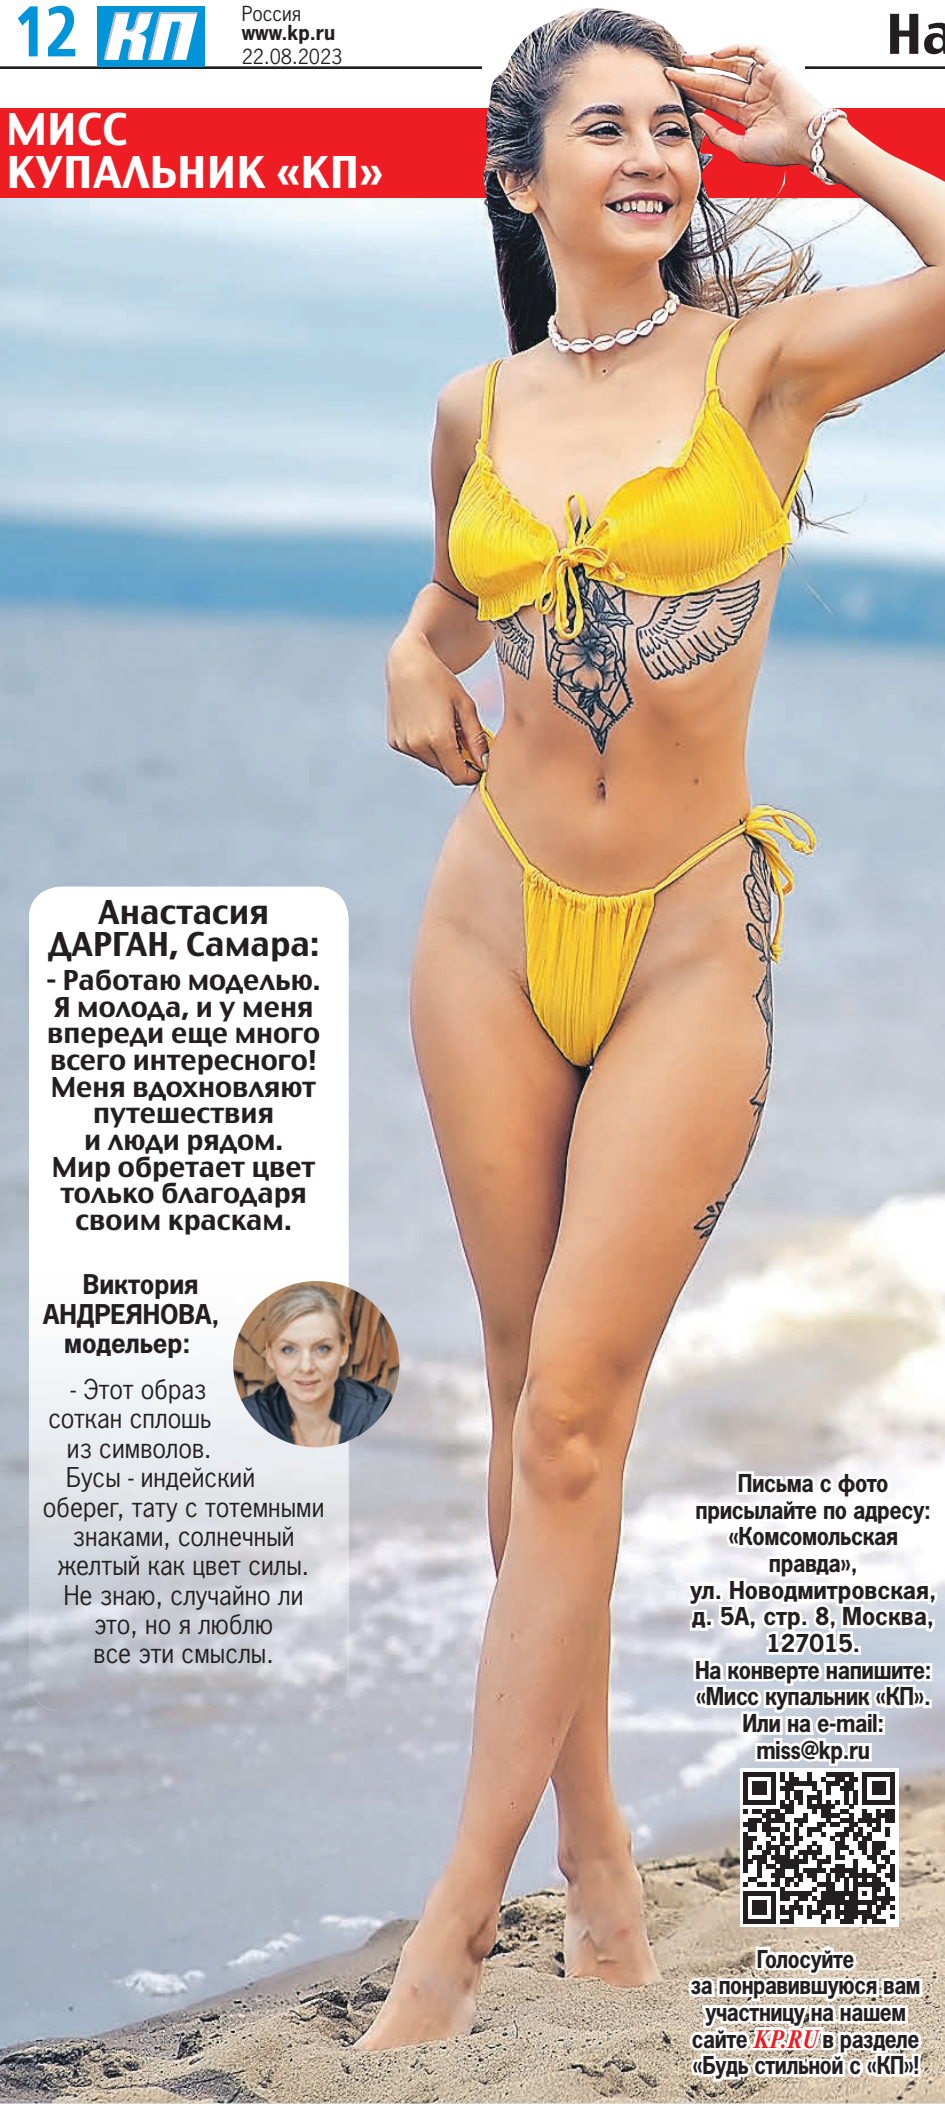 12
КП
Россия
www.kp.ru
22.08.2023
На
МИСС
КУПАЛЬНИК «КП»
Анастасия
ДАРГАН, Самара:
- Работаю моделью.
Я молода, и у меня
впереди еще много
всего интересного!
Меня вдохновляют
путешествия
и люди рядом.
Мир обретает цвет
только благодаря
своим краскам.
Виктория
АНДРЕЯНОВА,
модельер:
- Этот образ
соткан сплошь
из символов.
Бусы - индейский
оберег, тату с тотемными
знаками, солнечный
желтый как цвет силы.
Не знаю, случайно ли
это, но я люблю
все эти смыслы.
Письма с фото
присылайте по адресу:
«Комсомольская
правда»,
ул. Новодмитровская,
д. 5А, стр. 8, Москва,
127015.
На конверте напишите:
«Мисс купальник «КП».
Или на e-mail:
miss@kp.ru
Голосуйте
за понравившуюся вам
участницу на нашем
сайте KP.RU в разделе
«Будь стильной с «КП»!